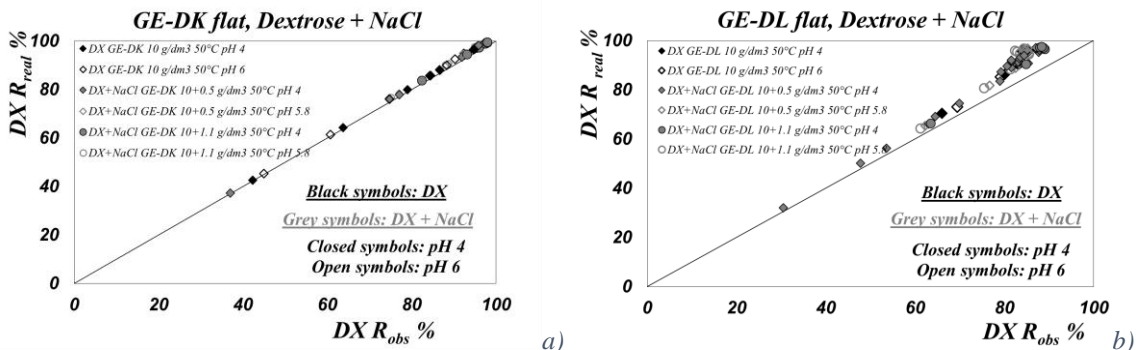 GE-DK flat, Dextrose + NaCl
DX R_real %
100
80
60
40
20
0
DX GE-DK 10 g/dm3 50°C pH 4
DX GE-DK 10 g/dm3 50°C pH 6
DX+NaCl GE-DK 10+0.5 g/dm3 50°C pH 4
DX+NaCl GE-DK 10+0.5 g/dm3 50°C pH 5.8
DX+NaCl GE-DK 10+1.1 g/dm3 50°C pH 4
DX+NaCl GE-DK 10+1.1 g/dm3 50°C pH 5.8
Black symbols: DX
Grey symbols: DX + NaCl
Closed symbols: pH 4
Open symbols: pH 6
0 20 40 60 80 100
DX R_obs %
a)
GE-DL flat, Dextrose + NaCl
DX R_real %
100
80
60
40
20
0
DX GE-DL 10 g/dm3 50°C pH 4
DX GE-DL 10 g/dm3 50°C pH 6
DX+NaCl GE-DL 10+0.5 g/dm3 50°C pH 4
DX+NaCl GE-DL 10+0.5 g/dm3 50°C pH 5.8
DX+NaCl GE-DL 10+1.1 g/dm3 50°C pH 4
DX+NaCl GE-DL 10+1.1 g/dm3 50°C pH 5.8
Black symbols: DX
Grey symbols: DX + NaCl
Closed symbols: pH 4
Open symbols: pH 6
0 20 40 60 80 100
DX R_obs %
b)